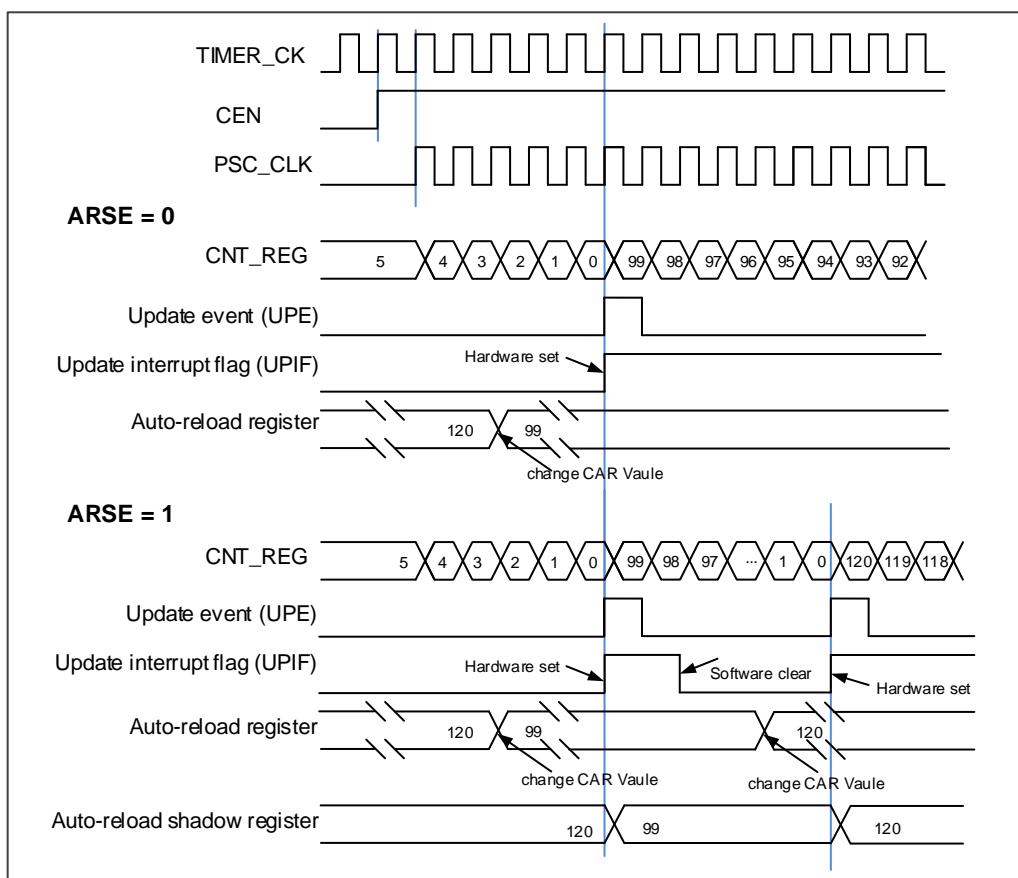 TIMER_CK
CEN
PSC_CLK
ARSE = 0
CNT_REG 5 4 3 2 1 0 99 98 97 96 95 94 93 92
Update event (UPE)
Update interrupt flag (UPIF) Hardware set
Auto-reload register 120 99
change CAR Vaule
ARSE = 1
CNT_REG 5 4 3 2 1 0 99 98 97 ... 1 0 120 119 118
Update event (UPE)
Update interrupt flag (UPIF) Hardware set Software clear Hardware set
Auto-reload register 120 99 120
change CAR Vaule change CAR Vaule
Auto-reload shadow register 120 99 120